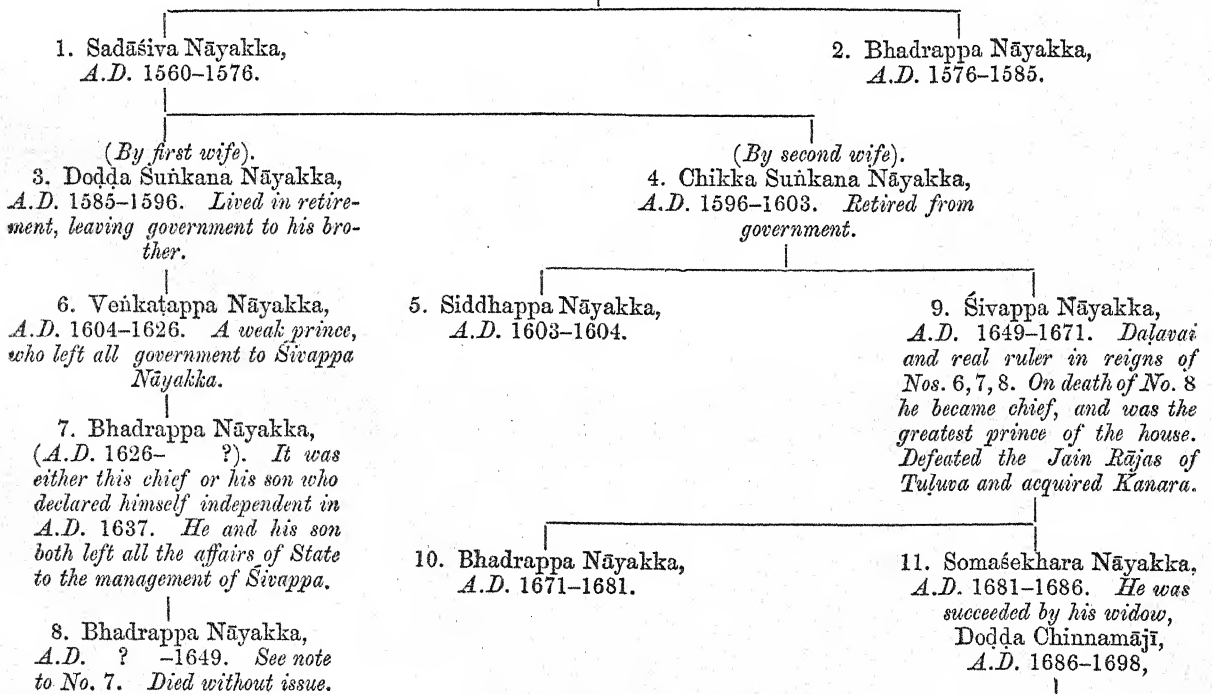 1. Sadāśiva Nāyakka,
A.D. 1560–1576.
2. Bhadrappa Nāyakka,
A.D. 1576–1585.
(By first wife).
3. Doḍḍa Suṅkana Nāyakka,
A.D. 1585–1596. Lived in retire-
ment, leaving government to his bro-
ther.
(By second wife).
4. Chikka Suṅkana Nāyakka,
A.D. 1596–1603. Retired from
government.
6. Veṅkaṭappa Nāyakka,
A.D. 1604–1626. A weak prince,
who left all government to Śivappa
Nāyakka.
5. Siddhappa Nāyakka,
A.D. 1603–1604.
9. Śivappa Nāyakka,
A.D. 1649–1671. Daḷavai
and real ruler in reigns of
Nos. 6, 7, 8. On death of No. 8
he became chief, and was the
greatest prince of the house.
Defeated the Jain Rājas of
Tuḷuva and acquired Kanara.
7. Bhadrappa Nāyakka,
(A.D. 1626– ?). It was
either this chief or his son who
declared himself independent in
A.D. 1637. He and his son
both left all the affairs of State
to the management of Śivappa.
8. Bhadrappa Nāyakka,
A.D. ? –1649. See note
to No. 7. Died without issue.
10. Bhadrappa Nāyakka,
A.D. 1671–1681.
11. Somaśekhara Nāyakka,
A.D. 1681–1686. He was
succeeded by his widow,
Doḍḍa Chinnamājī,
A.D. 1686–1698,